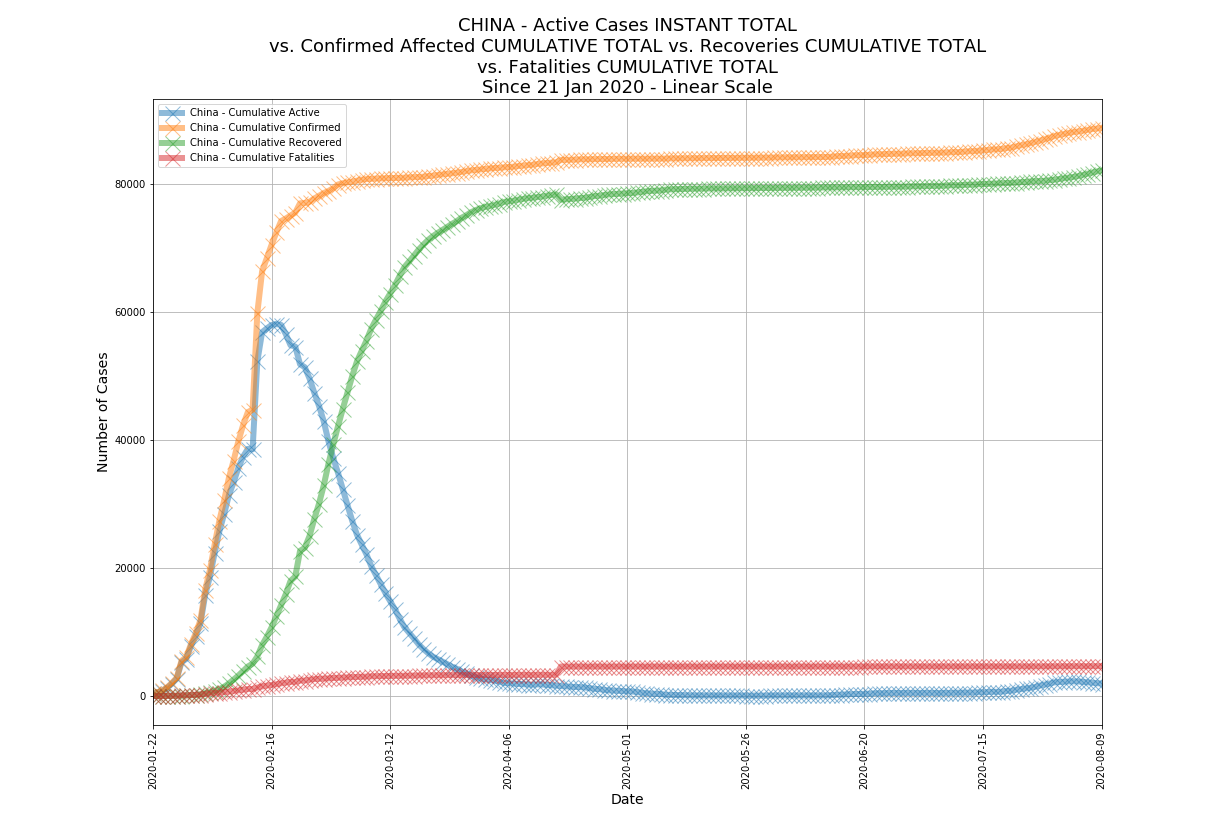 CHINA - Active Cases INSTANT TOTAL
vs. Confirmed Affected CUMULATIVE TOTAL vs. Recoveries CUMULATIVE TOTAL
vs. Fatalities CUMULATIVE TOTAL
Since 21 Jan 2020 - Linear Scale
China - Cumulative Active
China - Cumulative Confirmed
China - Cumulative Recovered
China - Cumulative Fatalities
Number of Cases
80000
60000
40000
20000
0
2020-01-22
2020-02-16
2020-03-12
2020-04-06
2020-05-01
2020-05-26
2020-06-20
2020-07-15
2020-08-09
Date